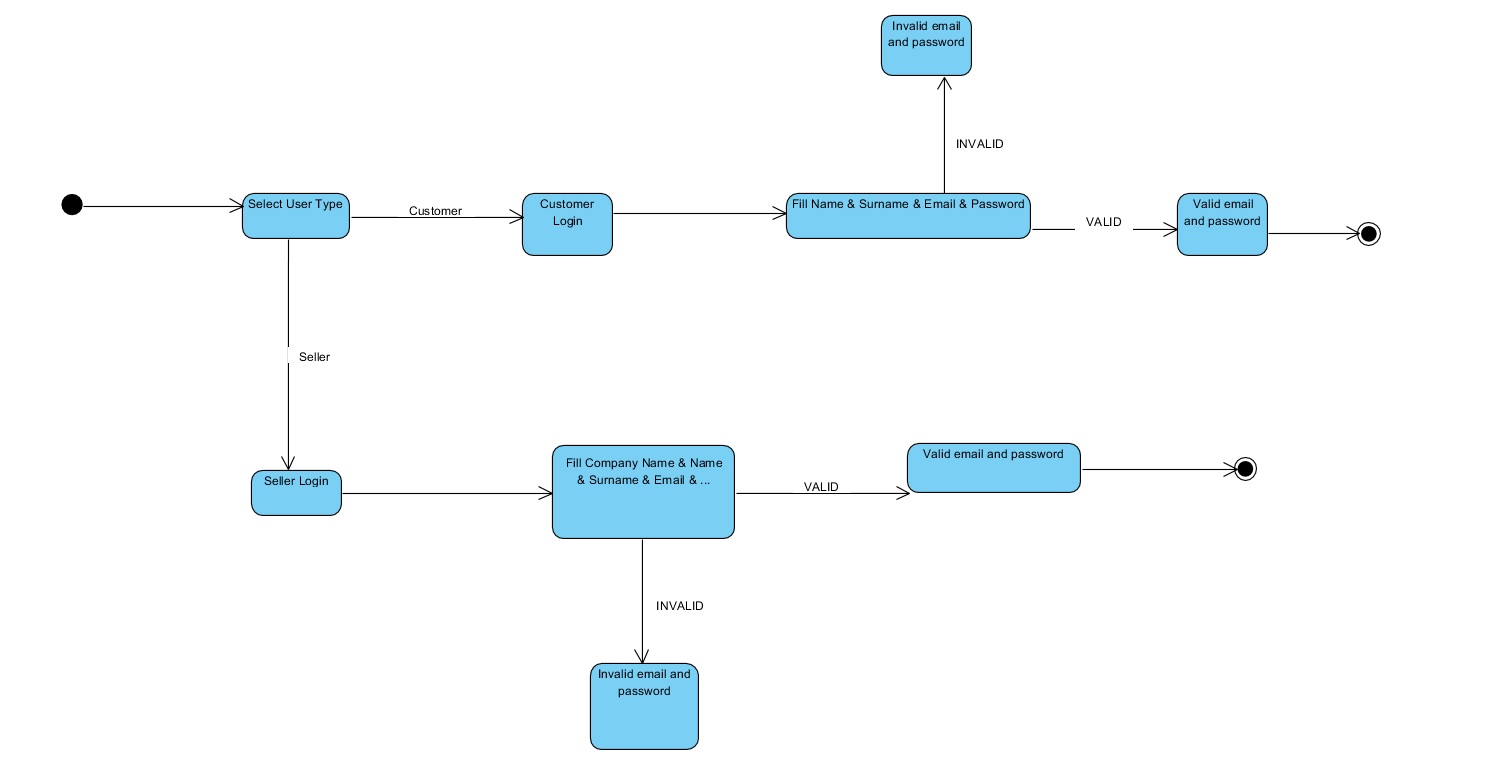 Invalid email
and password
INVALID
Select User Type
Customer
Customer
Login
Fill Name & Surname & Email & Password
VALID
Valid email
and password
Seller
Seller Login
Fill Company Name & Name
& Surname & Email & ...
VALID
Valid email and password
INVALID
Invalid email and
password